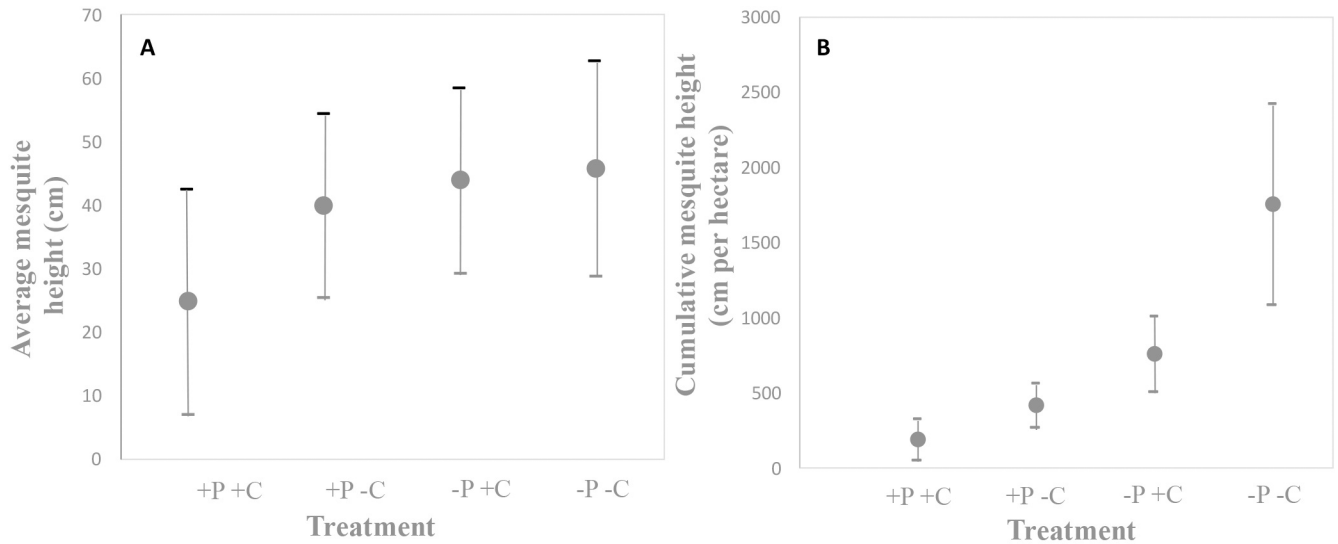 A
70
60
50
40
30
20
10
0
Average mesquite
height (cm)
+P +C
+P -C
-P +C
-P -C
Treatment
B
3000
2500
2000
1500
1000
500
0
Cumulative mesquite height
(cm per hectare)
+P +C
+P -C
-P +C
-P -C
Treatment